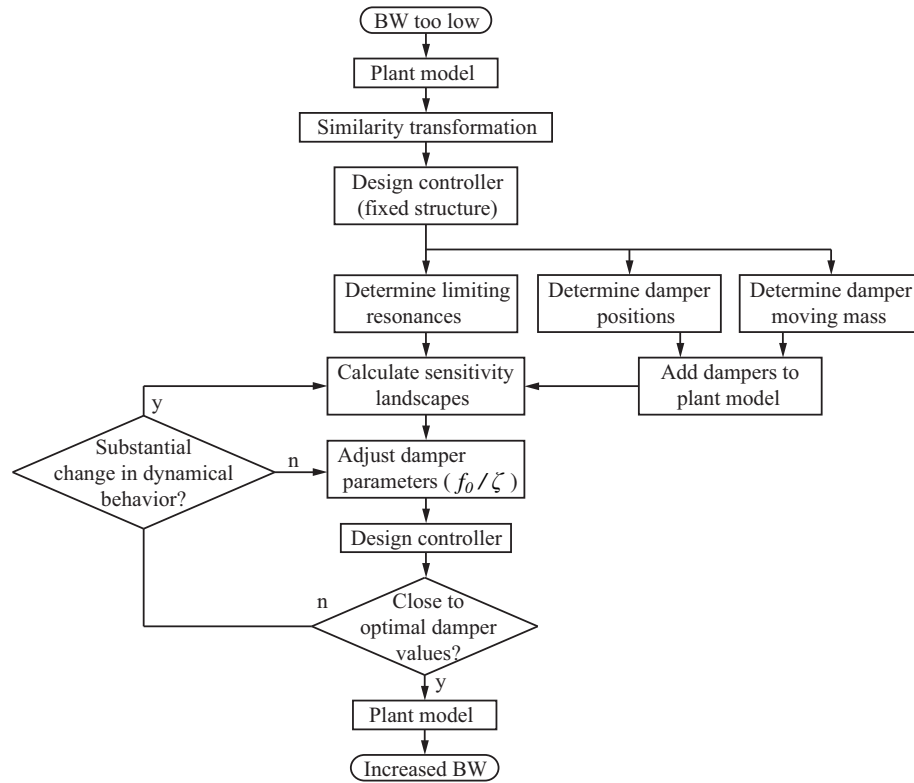 BW too low
Plant model
Similarity transformation
Design controller
(fixed structure)
Determine limiting
resonances
Determine damper
positions
Determine damper
moving mass
Calculate sensitivity
landscapes
Add dampers to
plant model
y
Substantial
change in dynamical
behavior?
n
Adjust damper
parameters ( f₀ / ζ )
Design controller
n
Close to
optimal damper
values?
y
Plant model
Increased BW